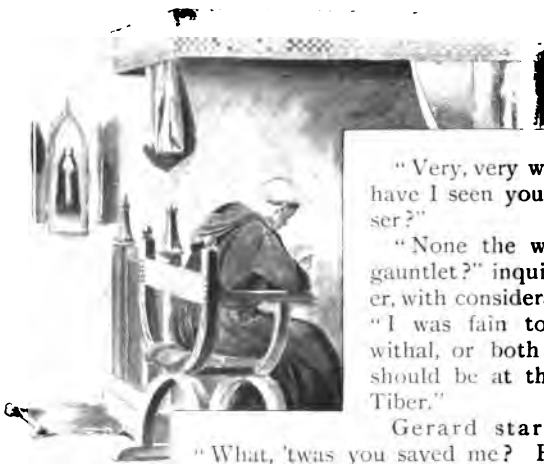 "Very, very w
have I seen you
ser?"
"None the w
gauntlet?" inqui
er, with consider
"I was fain to
withal, or both
should be at th
Tiber."
Gerard star
"What, 'twas you saved me?